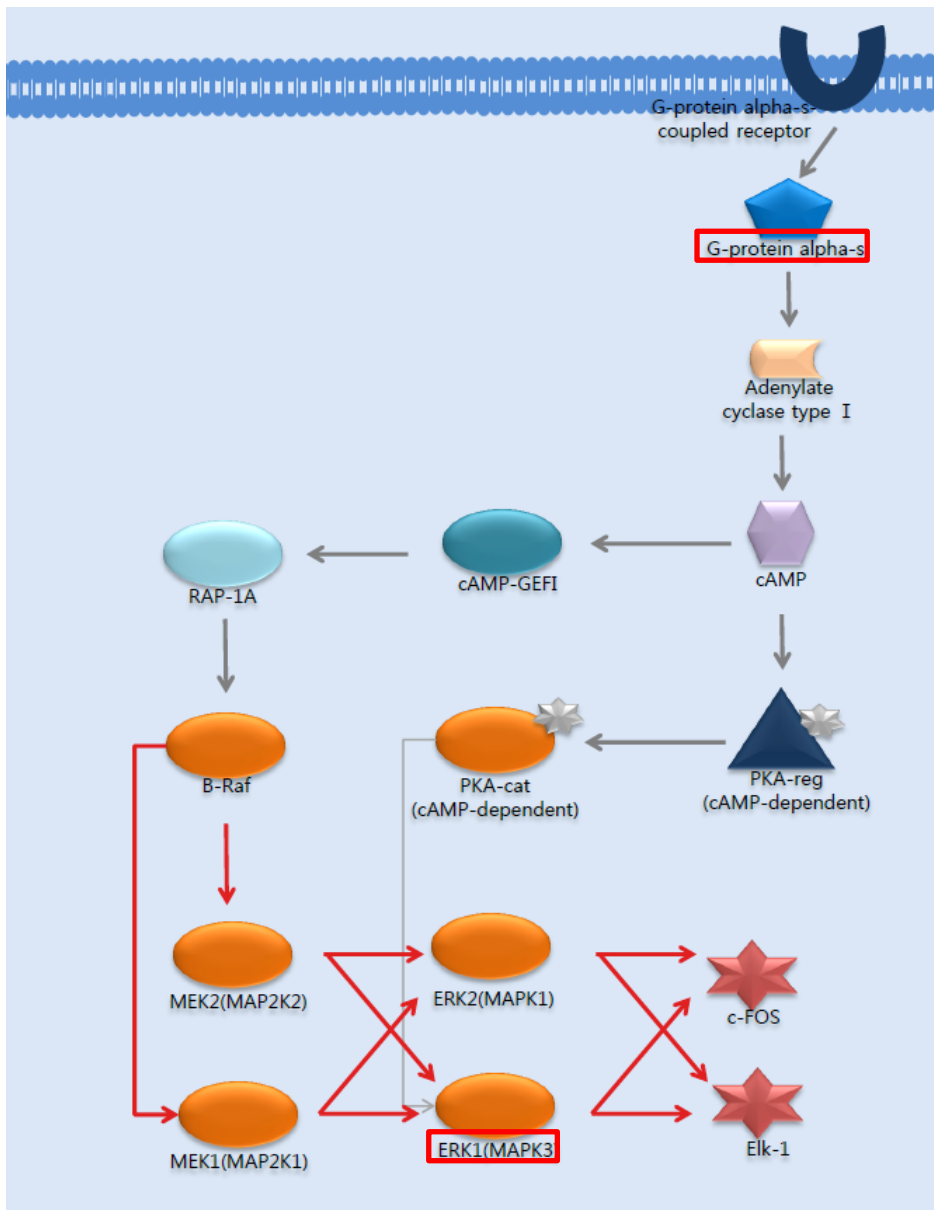 G-protein alpha-s-
coupled receptor
G-protein alpha-s
Adenylate
cyclase type I
cAMP
cAMP-GEFI
RAP-1A
B-Raf
PKA-cat
(cAMP-dependent)
PKA-reg
(cAMP-dependent)
MEK2(MAP2K2)
ERK2(MAPK1)
c-FOS
MEK1(MAP2K1)
ERK1(MAPK3)
Elk-1